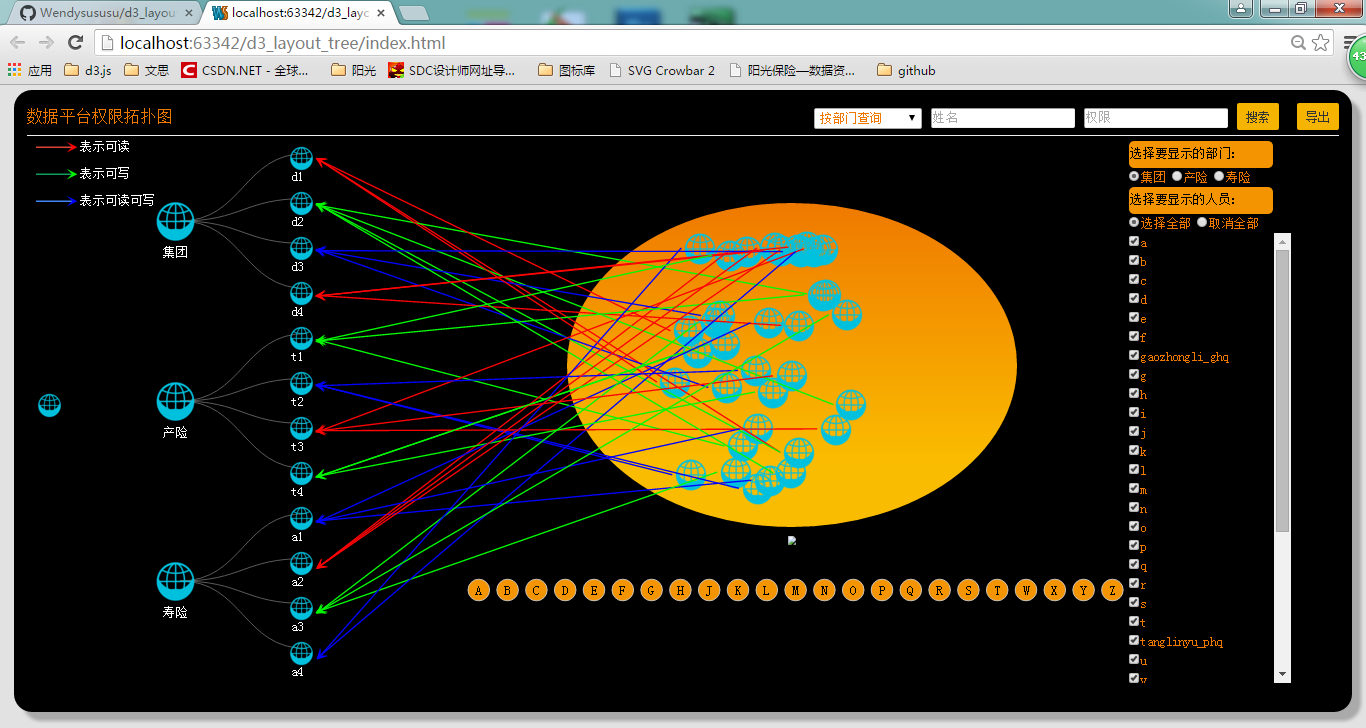 Wendysususu/d3_layou
localhost:63342/d3_layc
localhost:63342/d3_layout_tree/index.html
43
应用 d3.js 文思 CSDN.NET - 全球... 阳光 SDC设计师网址导... 图标库 SVG Crowbar 2 阳光保险—数据资... github
数据平台权限拓扑图
按部门查询 姓名 权限 搜索 导出
表示可读
表示可写
表示可读可写
集团
产险
寿险
d1
d2
d3
d4
t1
t2
t3
t4
a1
a2
a3
a4
A B C D E F G H J K L M N O P Q R S T W X Y Z
选择要显示的部门：
集团 产险 寿险
选择要显示的人员：
选择全部 取消全部
a
b
c
d
e
f
gaozhongli_ghq
g
h
i
j
k
l
m
n
o
p
q
r
s
t
tanglinyu_phq
u